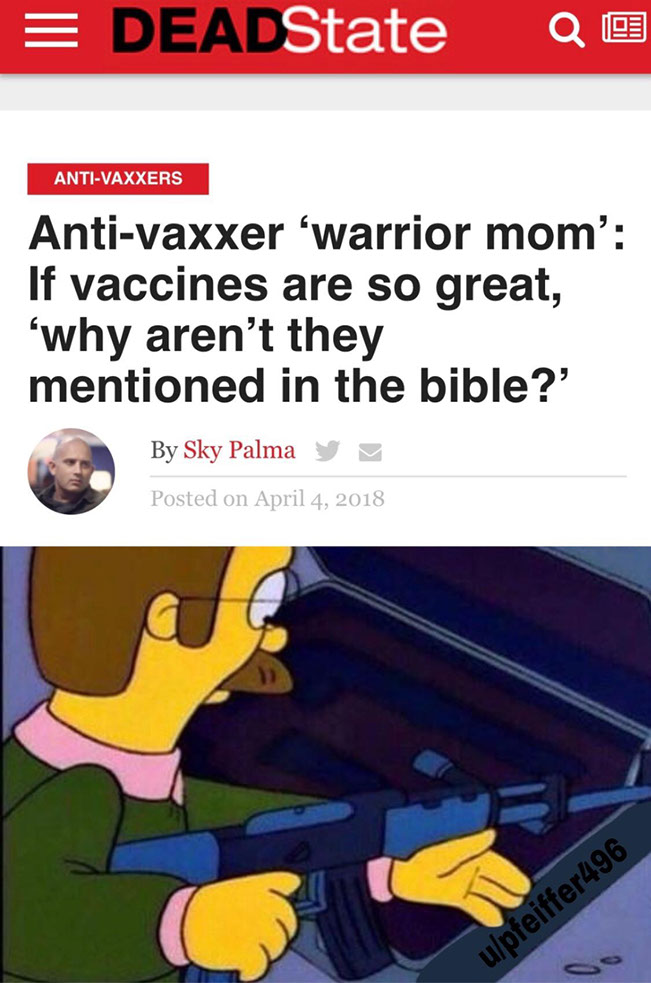 DEADState
ANTI-VAXXERS
Anti-vaxxer ‘warrior mom’:
If vaccines are so great,
‘why aren’t they
mentioned in the bible?’
By Sky Palma
Posted on April 4, 2018
u/pfeiffer496